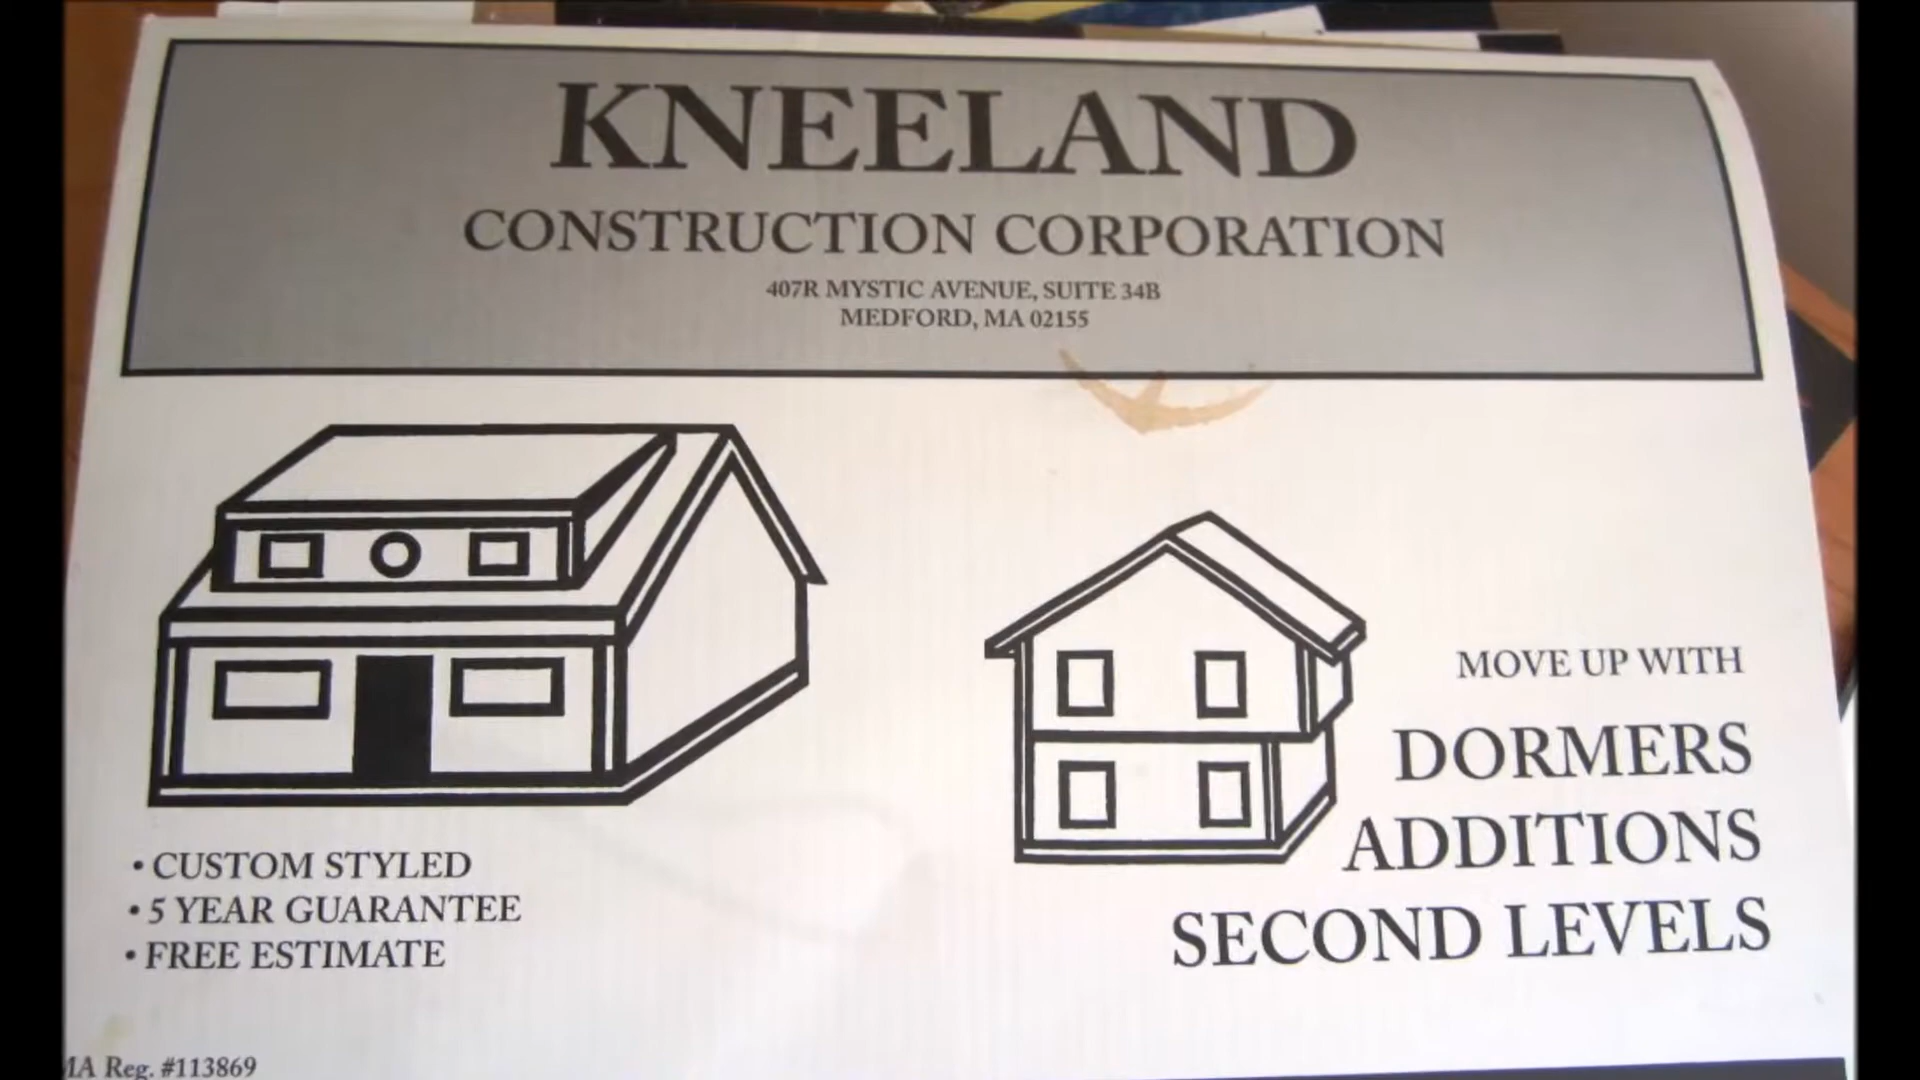 KNEELAND
CONSTRUCTION CORPORATION
407R MYSTIC AVENUE, SUITE 34B
MEDFORD, MA 02155
• CUSTOM STYLED
• 5 YEAR GUARANTEE
• FREE ESTIMATE
MOVE UP WITH
DORMERS
ADDITIONS
SECOND LEVELS
MA Reg. #113869